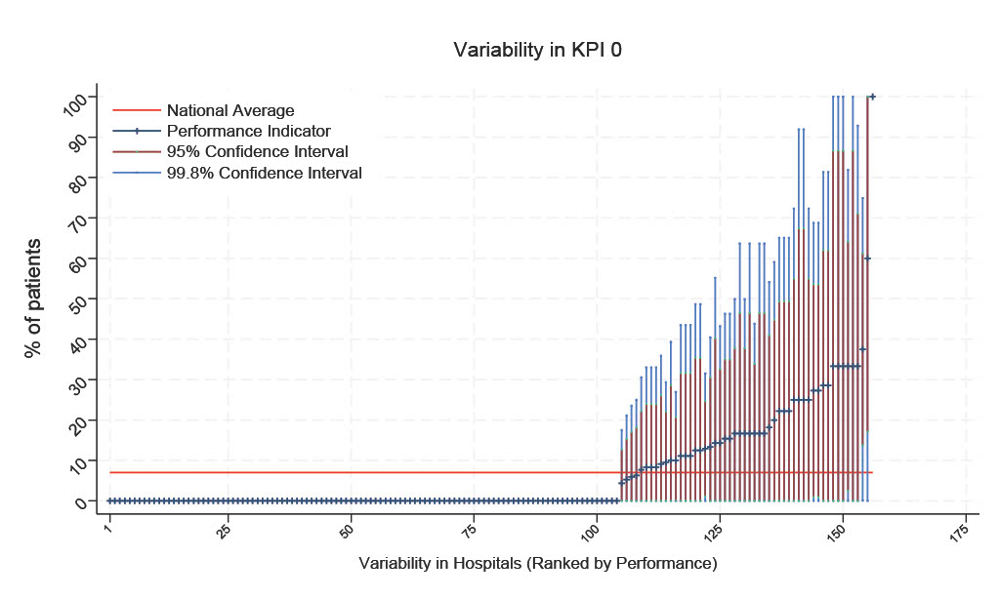 Variability in KPI 0
National Average
Performance Indicator
95% Confidence Interval
99.8% Confidence Interval
% of patients
100
90
80
70
60
50
40
30
20
10
0
1
25
50
75
100
125
150
175
Variability in Hospitals (Ranked by Performance)